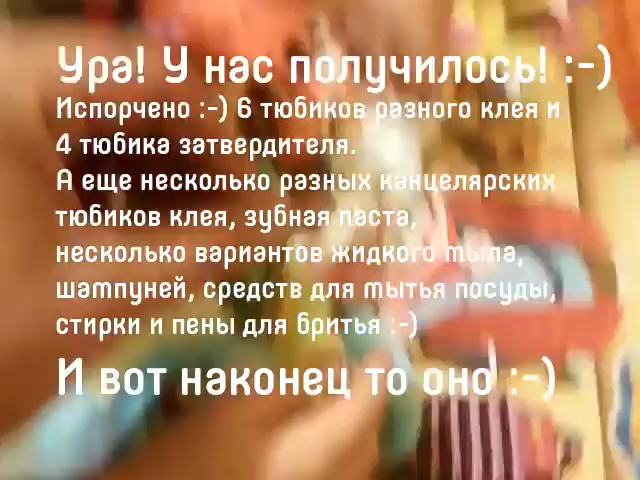 Ура! У нас получилось! :-)
Испорчено :-) 6 тюбиков разного клея и
4 тюбика затвердителя.
А еще несколько разных канцелярских
тюбиков клея, зубная паста,
несколько вариантов жидкого мыла,
шампуней, средств для мытья посуды,
стирки и пены для бритья :-)
И вот наконец то оно :-)